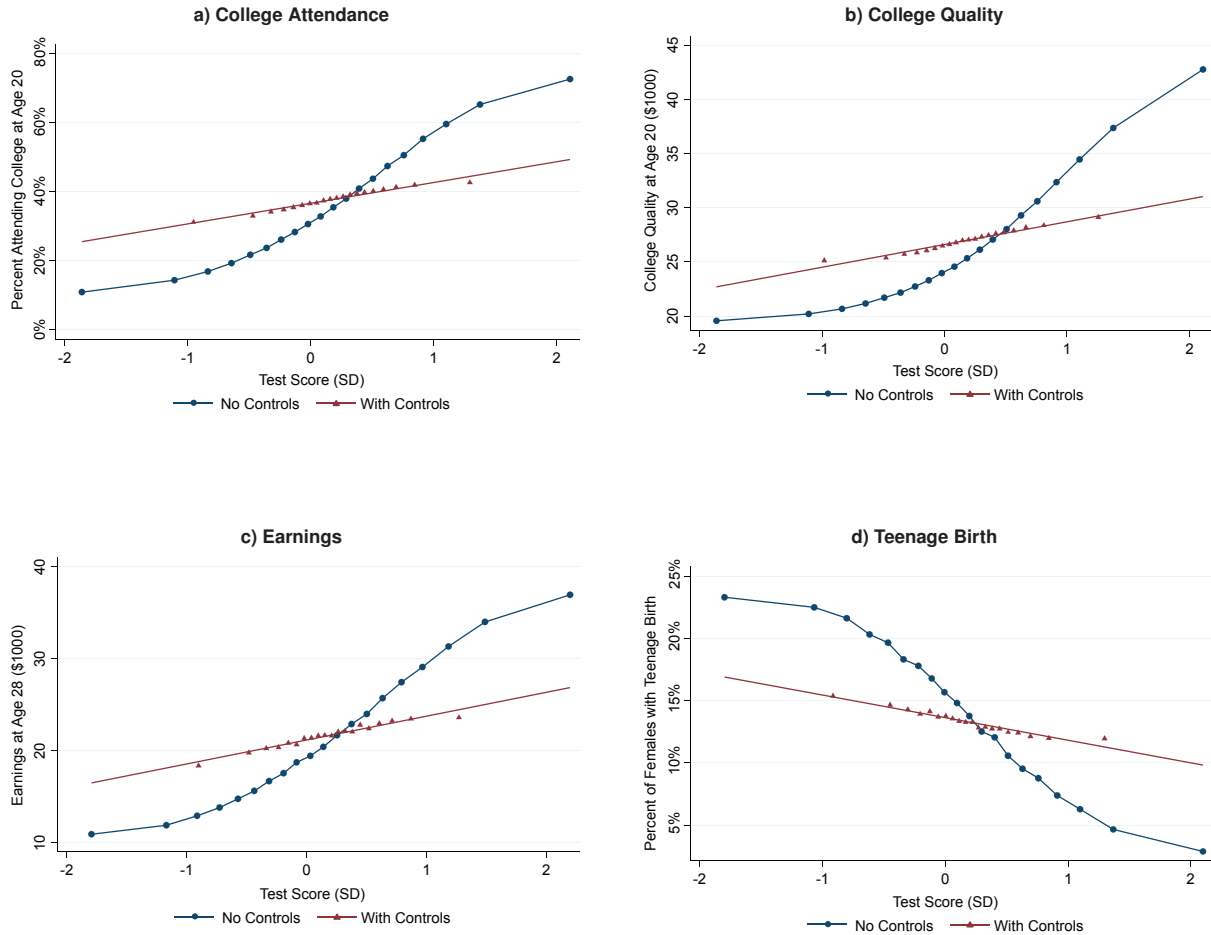 a) College Attendance
Percent Attending College at Age 20
80%
60%
40%
20%
0%
-2 -1 0 1 2
Test Score (SD)
No Controls With Controls
b) College Quality
College Quality at Age 20 ($1000)
45
40
35
30
25
20
-2 -1 0 1 2
Test Score (SD)
No Controls With Controls
c) Earnings
Earnings at Age 28 ($1000)
40
30
20
10
-2 -1 0 1 2
Test Score (SD)
No Controls With Controls
d) Teenage Birth
Percent of Females with Teenage Birth
25%
20%
15%
10%
5%
-2 -1 0 1 2
Test Score (SD)
No Controls With Controls